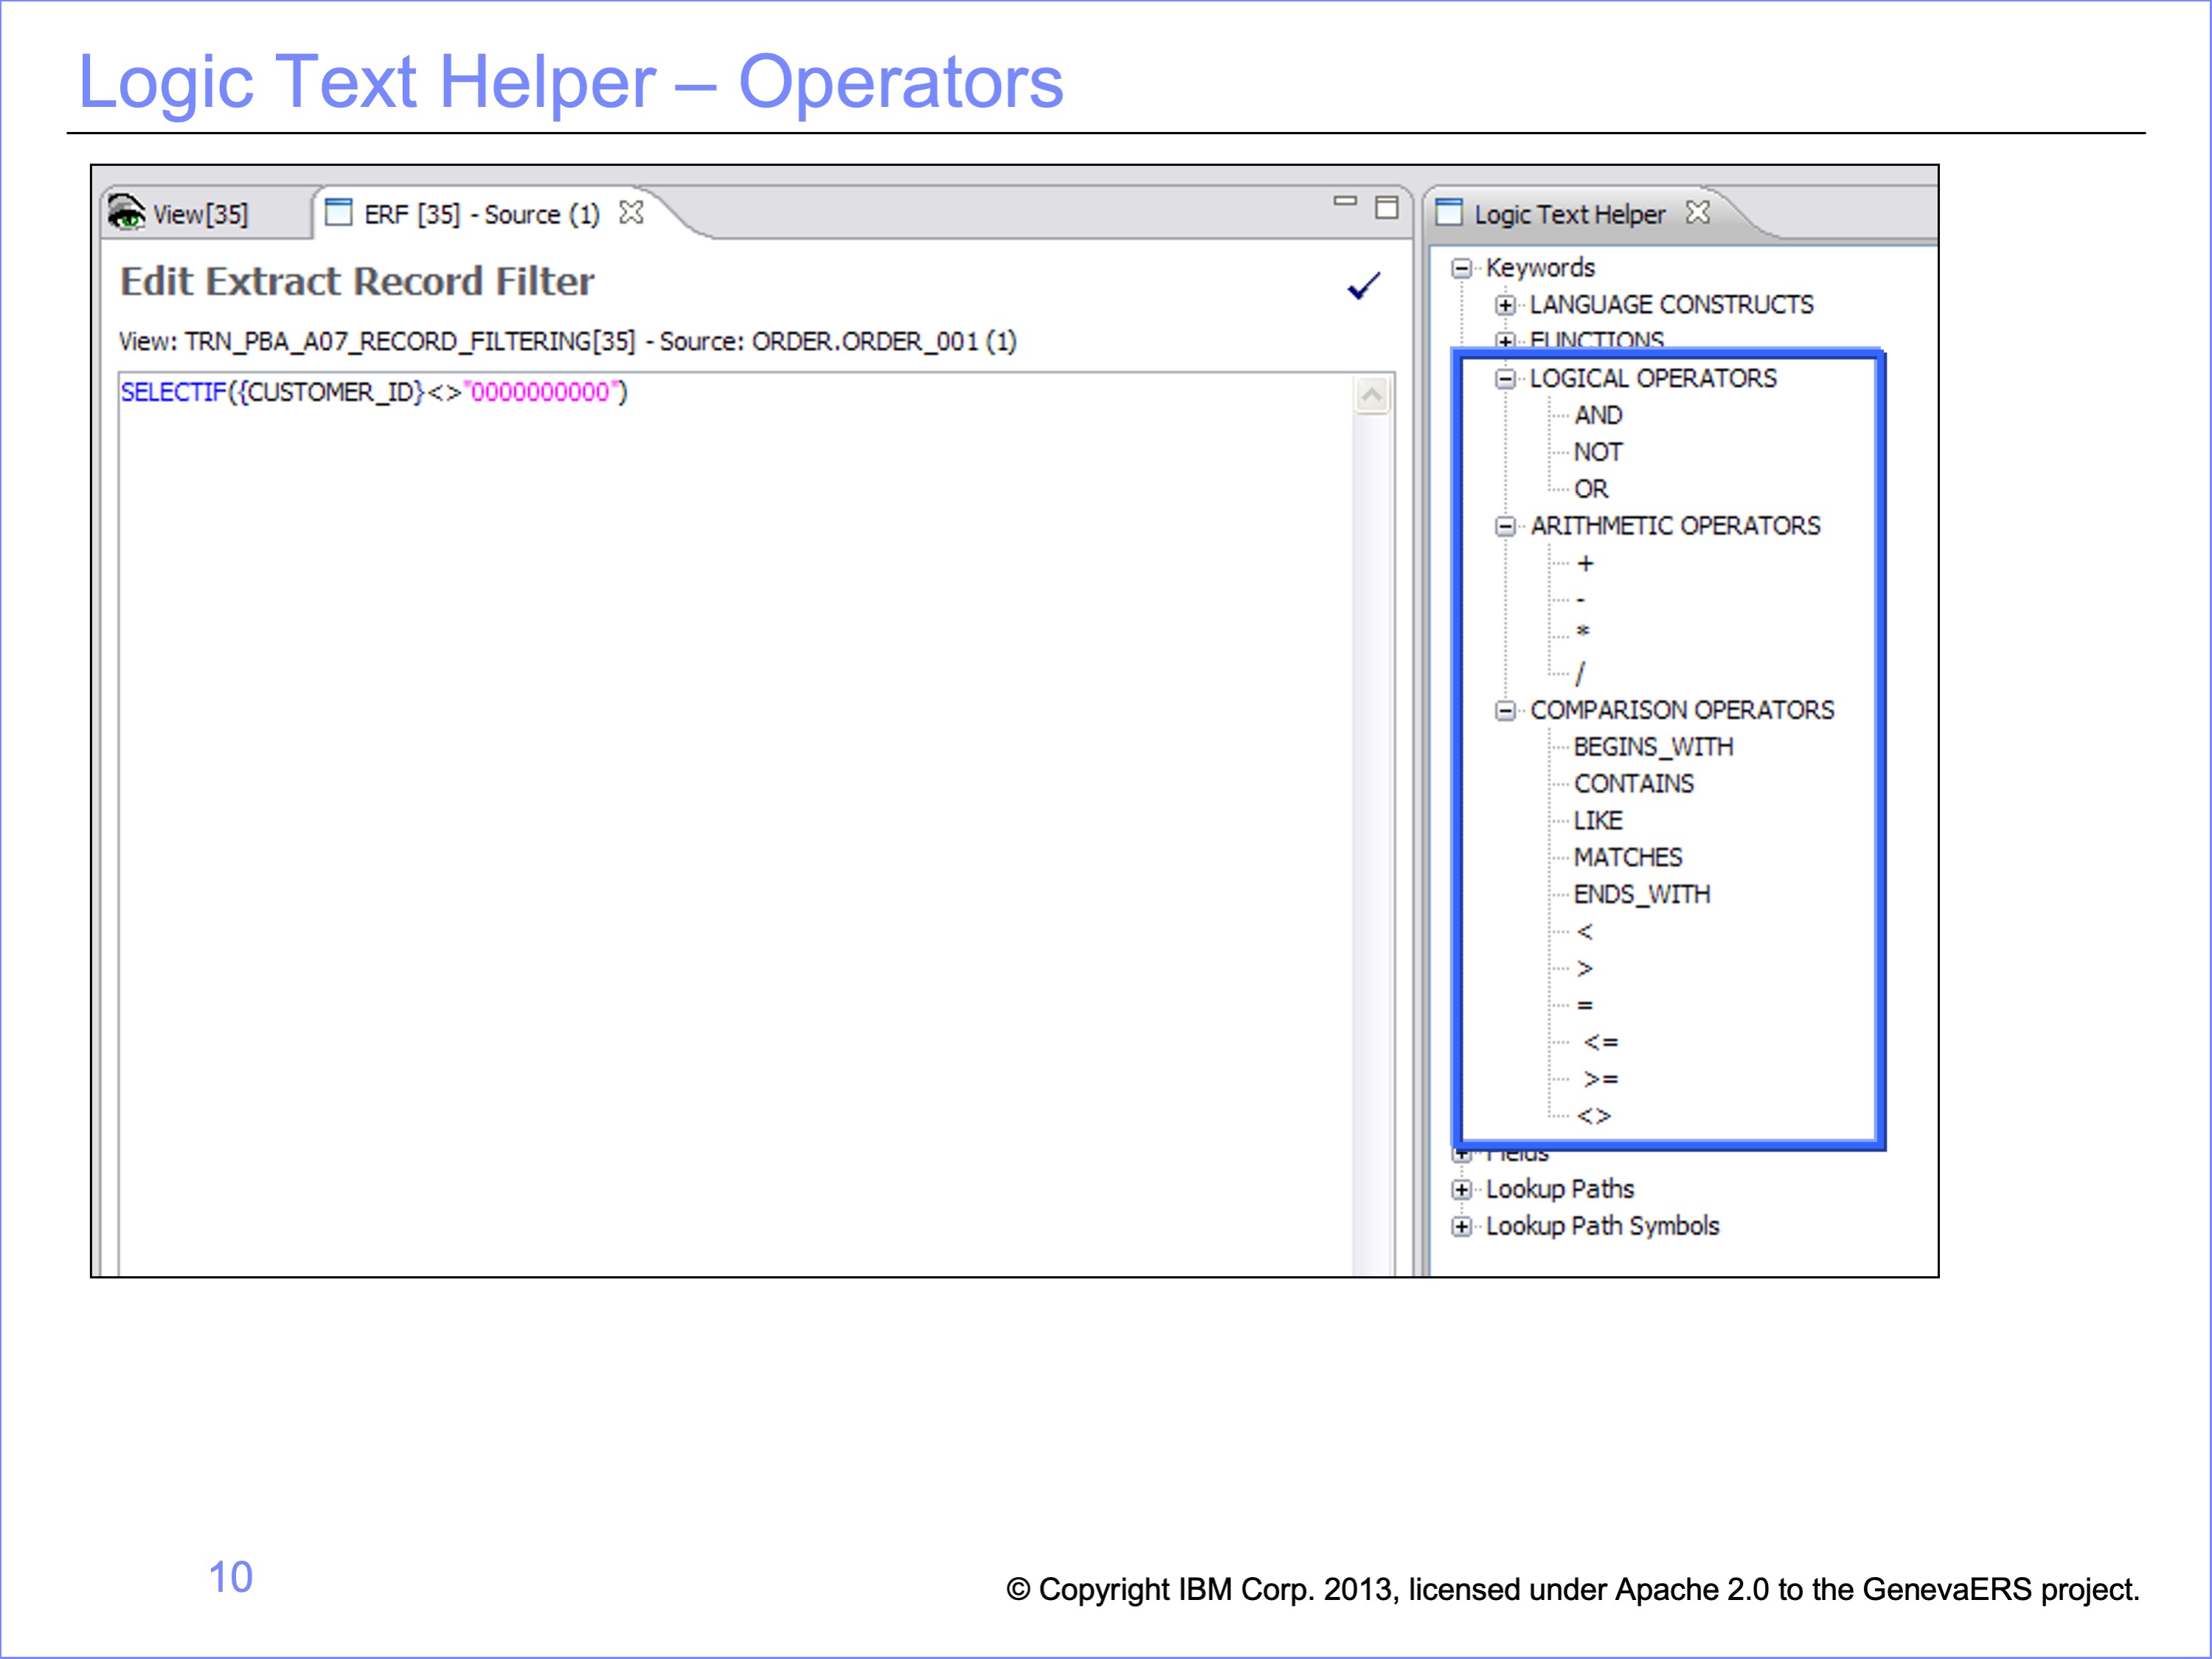 Logic Text Helper – Operators
View[35]
ERF [35] - Source (1)
Edit Extract Record Filter
View: TRN_PBA_A07_RECORD_FILTERING[35] - Source: ORDER.ORDER_001 (1)
SELECTIF({CUSTOMER_ID}<>"0000000000")
Logic Text Helper
Keywords
LANGUAGE CONSTRUCTS
FUNCTIONS
LOGICAL OPERATORS
AND
NOT
OR
ARITHMETIC OPERATORS
+
-
*
/
COMPARISON OPERATORS
BEGINS_WITH
CONTAINS
LIKE
MATCHES
ENDS_WITH
<
>
=
<=
>=
<>
Fields
Lookup Paths
Lookup Path Symbols
10
© Copyright IBM Corp. 2013, licensed under Apache 2.0 to the GenevaERS project.